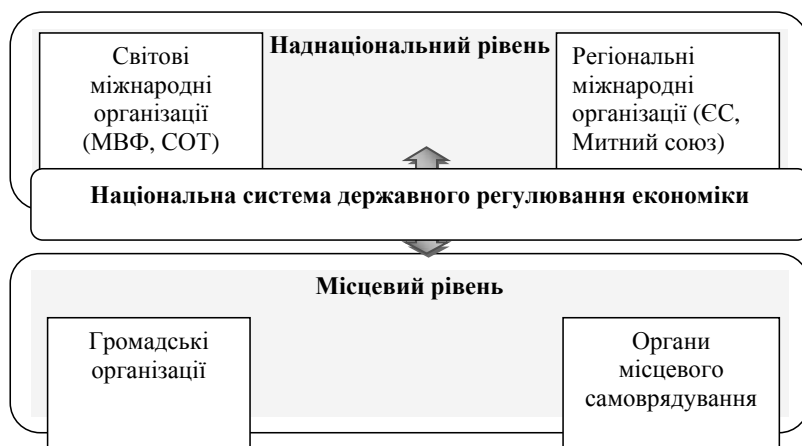 Наднаціональний рівень
Світові
міжнародні
організації
(МВФ, СОТ)
Регіональні
міжнародні
організації (ЄС,
Митний союз)
Національна система державного регулювання економіки
Місцевий рівень
Громадські
організації
Органи
місцевого
самоврядування